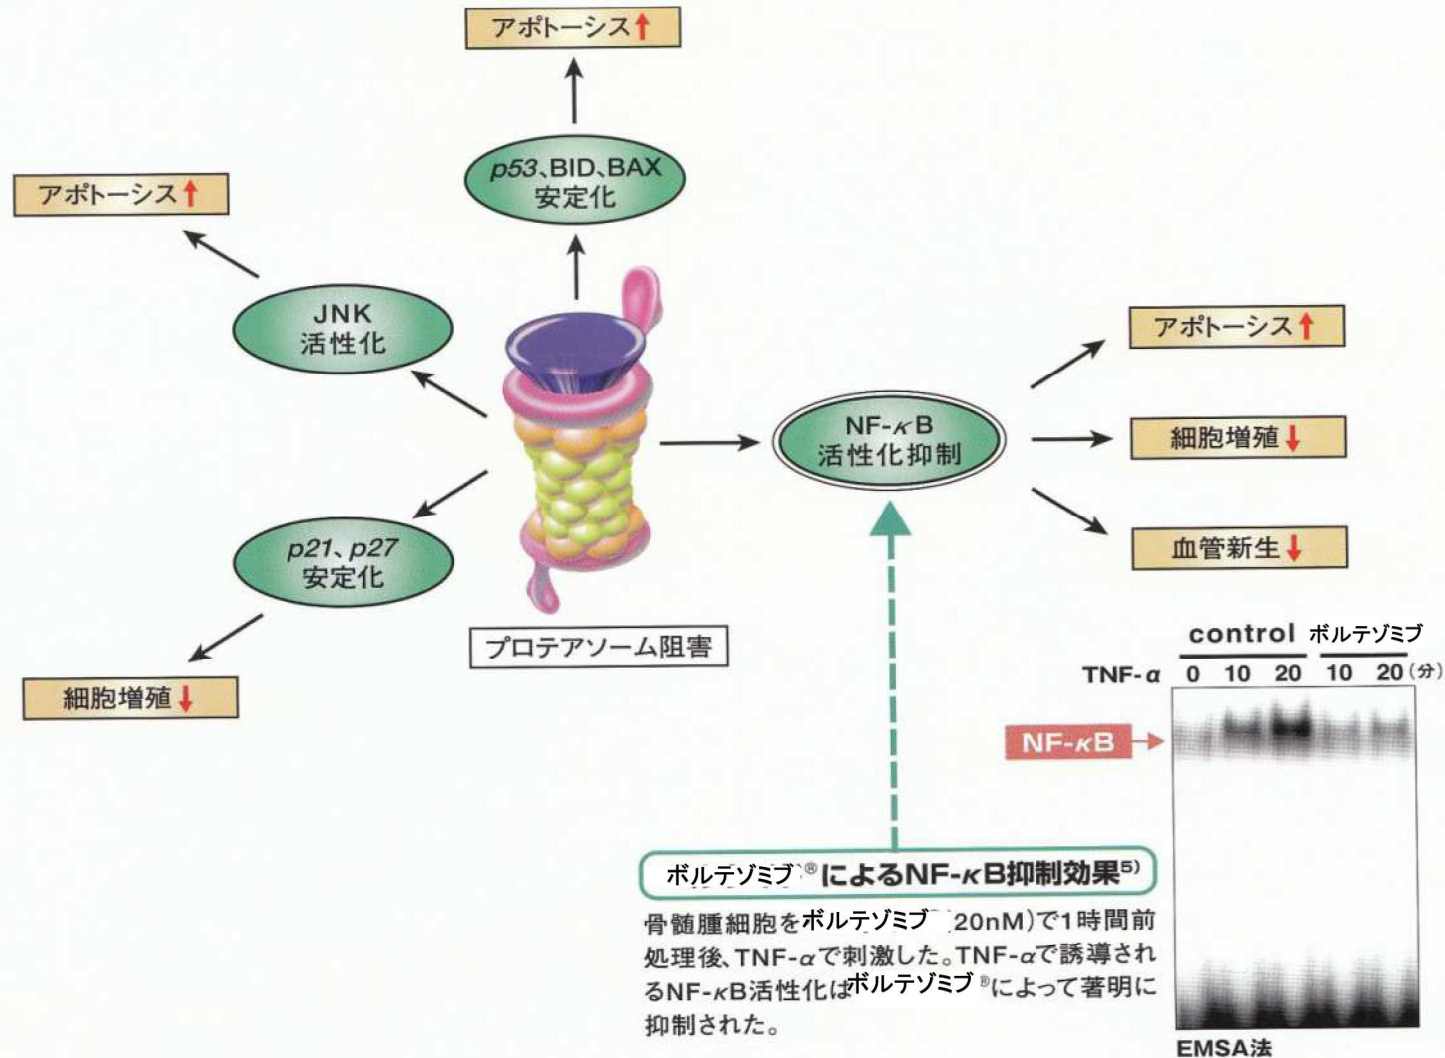 アポトーシス↑
p53、BID、BAX
安定化
アポトーシス↑
JNK
活性化
アポトーシス↑
NF-κB
活性化抑制
細胞増殖↓
血管新生↓
p21、p27
安定化
プロテアソーム阻害
細胞増殖↓
control ボルテゾミブ
TNF-α 0 10 20 10 20 (分)
NF-κB
ボルテゾミブ®によるNF-κB抑制効果5)
骨髄腫細胞をボルテゾミブ(20nM)で1時間前
処理後、TNF-αで刺激した。TNF-αで誘導され
るNF-κB活性化はボルテゾミブ®によって著明に
抑制された。
EMSA法